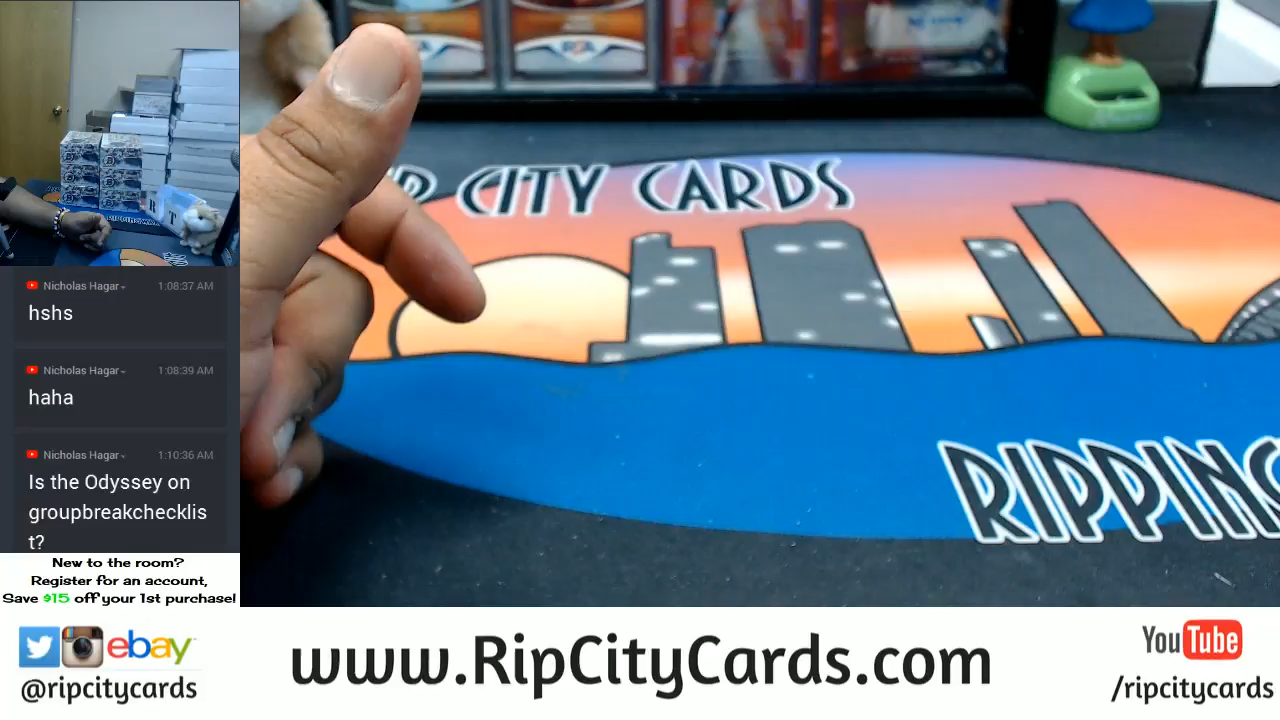 Nicholas Hagar 1:08:37 AM
hshs
Nicholas Hagar 1:08:39 AM
haha
Nicholas Hagar 1:10:36 AM
Is the Odyssey on
groupbreakchecklis
t?
New to the room?
Register for an account,
Save $15 off your 1st purchase!
CITY CARDS
RIPPING
ebay
@ripcitycards
www.RipCityCards.com
YouTube
/ripcitycards